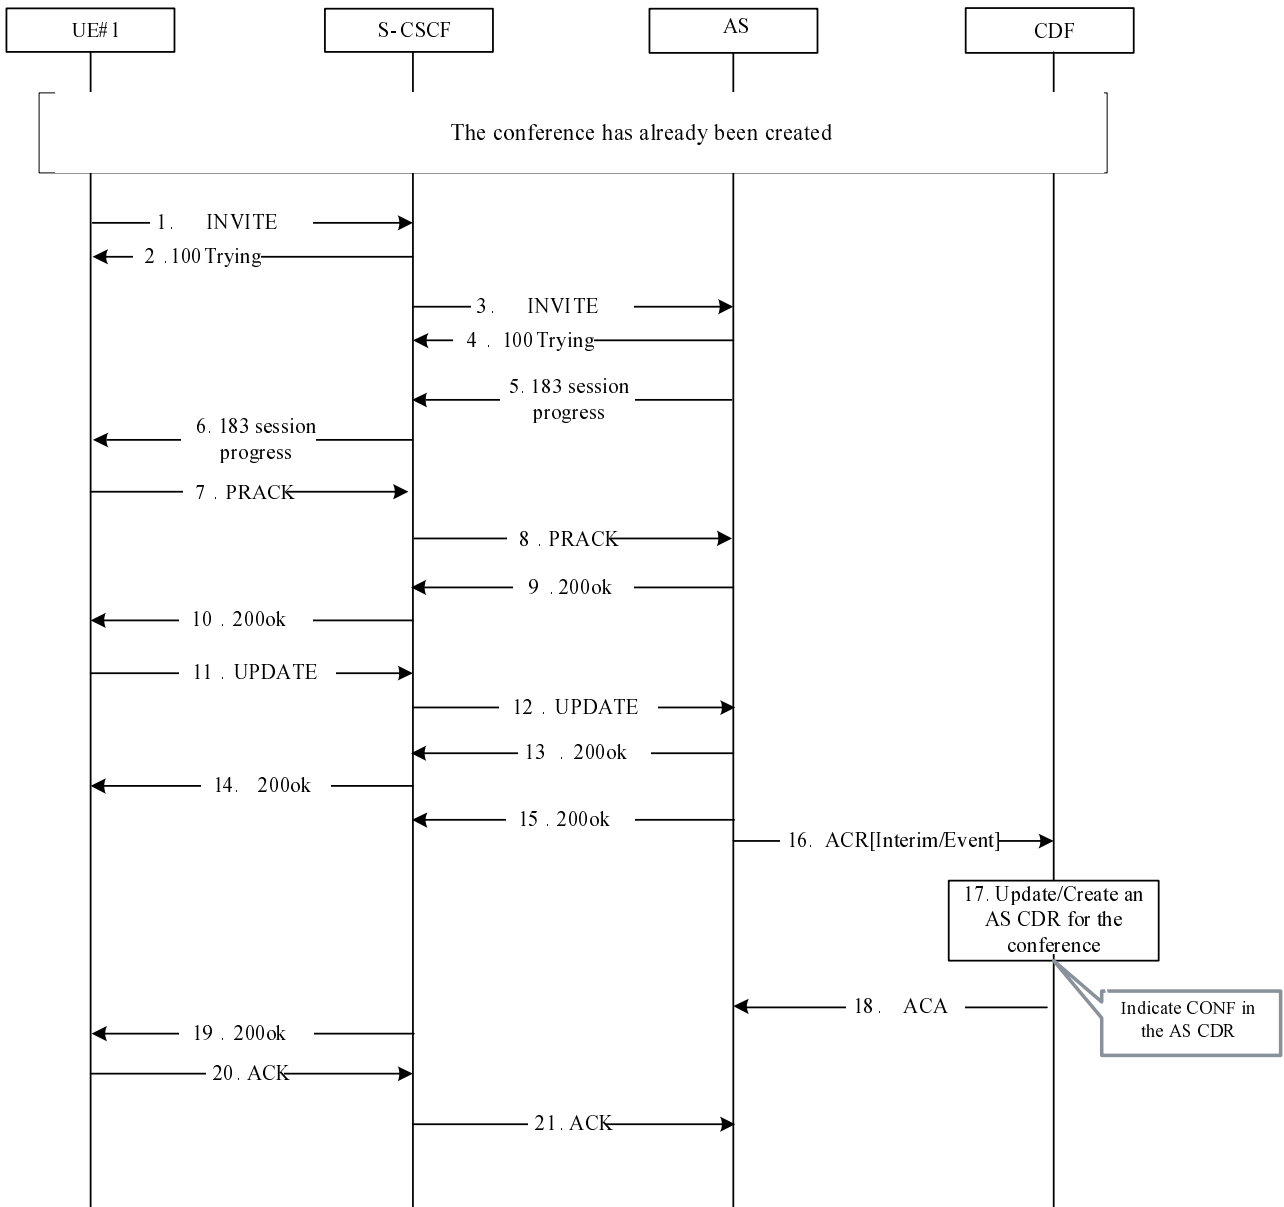 UE#1
S-CSCF
AS
CDF
The conference has already been created
1. INVITE
2 .100 Trying
3. INVITE
4 . 100 Trying
5. 183 session
progress
6. 183 session
progress
7 . PRACK
8 . PRACK
9 . 200ok
10 . 200ok
11 . UPDATE
12 . UPDATE
13 . 200ok
14. 200ok
15 . 200ok
16. ACR[Interim/Event]
17. Update/Create an
AS CDR for the
conference
18. ACA
Indicate CONF in
the AS CDR
19 . 200ok
20. ACK
21. ACK